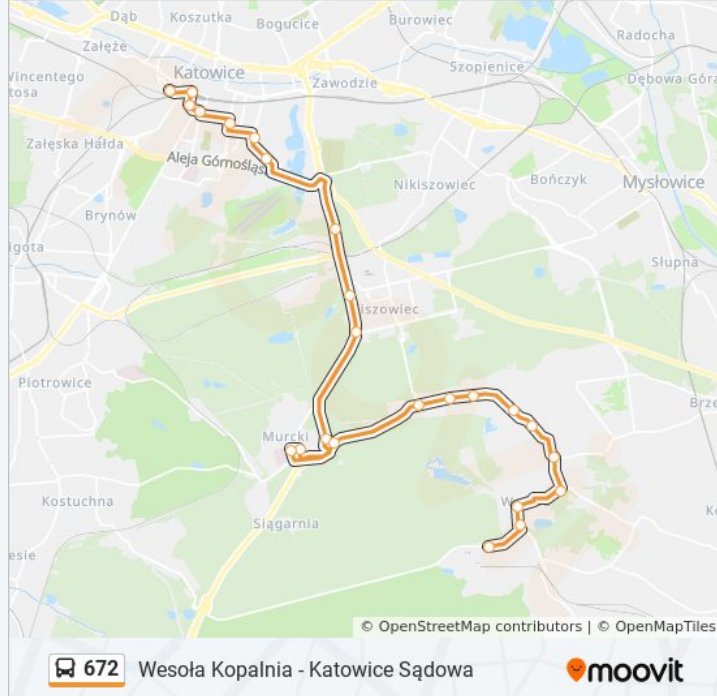 Dąb
Koszutka
Bogucice
Burowiec
Radocha
Załęże
Katowice
Szopienice
Dębowa Góra
Wincentego
tosa
Zawodzie
Załęska Hałda
Aleja Górnośląs
Nikiszowiec
Bończyk
Mysłowice
Brynów
igota
Słupna
iszowiec
Piotrowice
Brze
Murcki
Kostuchna
W
Ko
Siągarnia
esie
© OpenStreetMap contributors | © OpenMapTiles
672 Wesoła Kopalnia - Katowice Sądowa
moovit